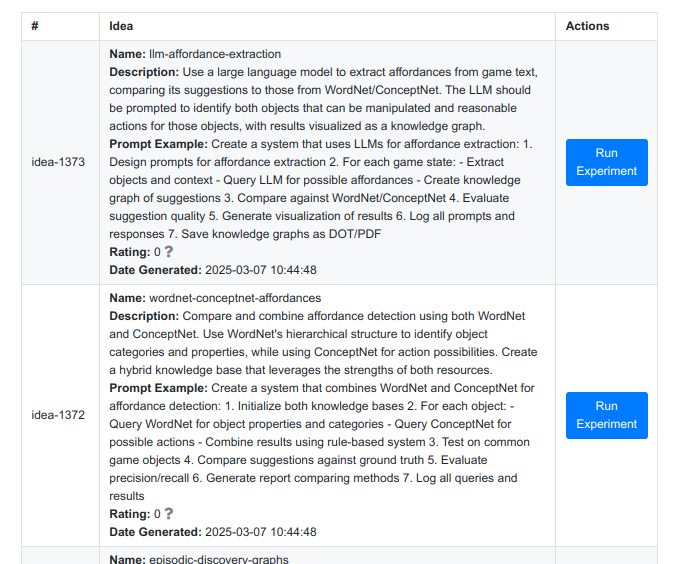 # Idea Actions
Name: llm-affordance-extraction
Description: Use a large language model to extract affordances from game text,
comparing its suggestions to those from WordNet/ConceptNet. The LLM should
be prompted to identify both objects that can be manipulated and reasonable
actions for those objects, with results visualized as a knowledge graph.
Prompt Example: Create a system that uses LLMs for affordance extraction: 1.
Design prompts for affordance extraction 2. For each game state: - Extract
objects and context - Query LLM for possible affordances - Create knowledge
graph of suggestions 3. Compare against WordNet/ConceptNet 4. Evaluate
suggestion quality 5. Generate visualization of results 6. Log all prompts and
responses 7. Save knowledge graphs as DOT/PDF
Rating: 0 ?
Date Generated: 2025-03-07 10:44:48
idea-1373
Run
Experiment
Name: wordnet-conceptnet-affordances
Description: Compare and combine affordance detection using both WordNet
and ConceptNet. Use WordNet's hierarchical structure to identify object
categories and properties, while using ConceptNet for action possibilities. Create
a hybrid knowledge base that leverages the strengths of both resources.
Prompt Example: Create a system that combines WordNet and ConceptNet for
affordance detection: 1. Initialize both knowledge bases 2. For each object: -
Query WordNet for object properties and categories - Query ConceptNet for
possible actions - Combine results using rule-based system 3. Test on common
game objects 4. Compare suggestions against ground truth 5. Evaluate
precision/recall 6. Generate report comparing methods 7. Log all queries and
results
Rating: 0 ?
Date Generated: 2025-03-07 10:44:48
idea-1372
Run
Experiment
Name: episodic-discovery-graphs